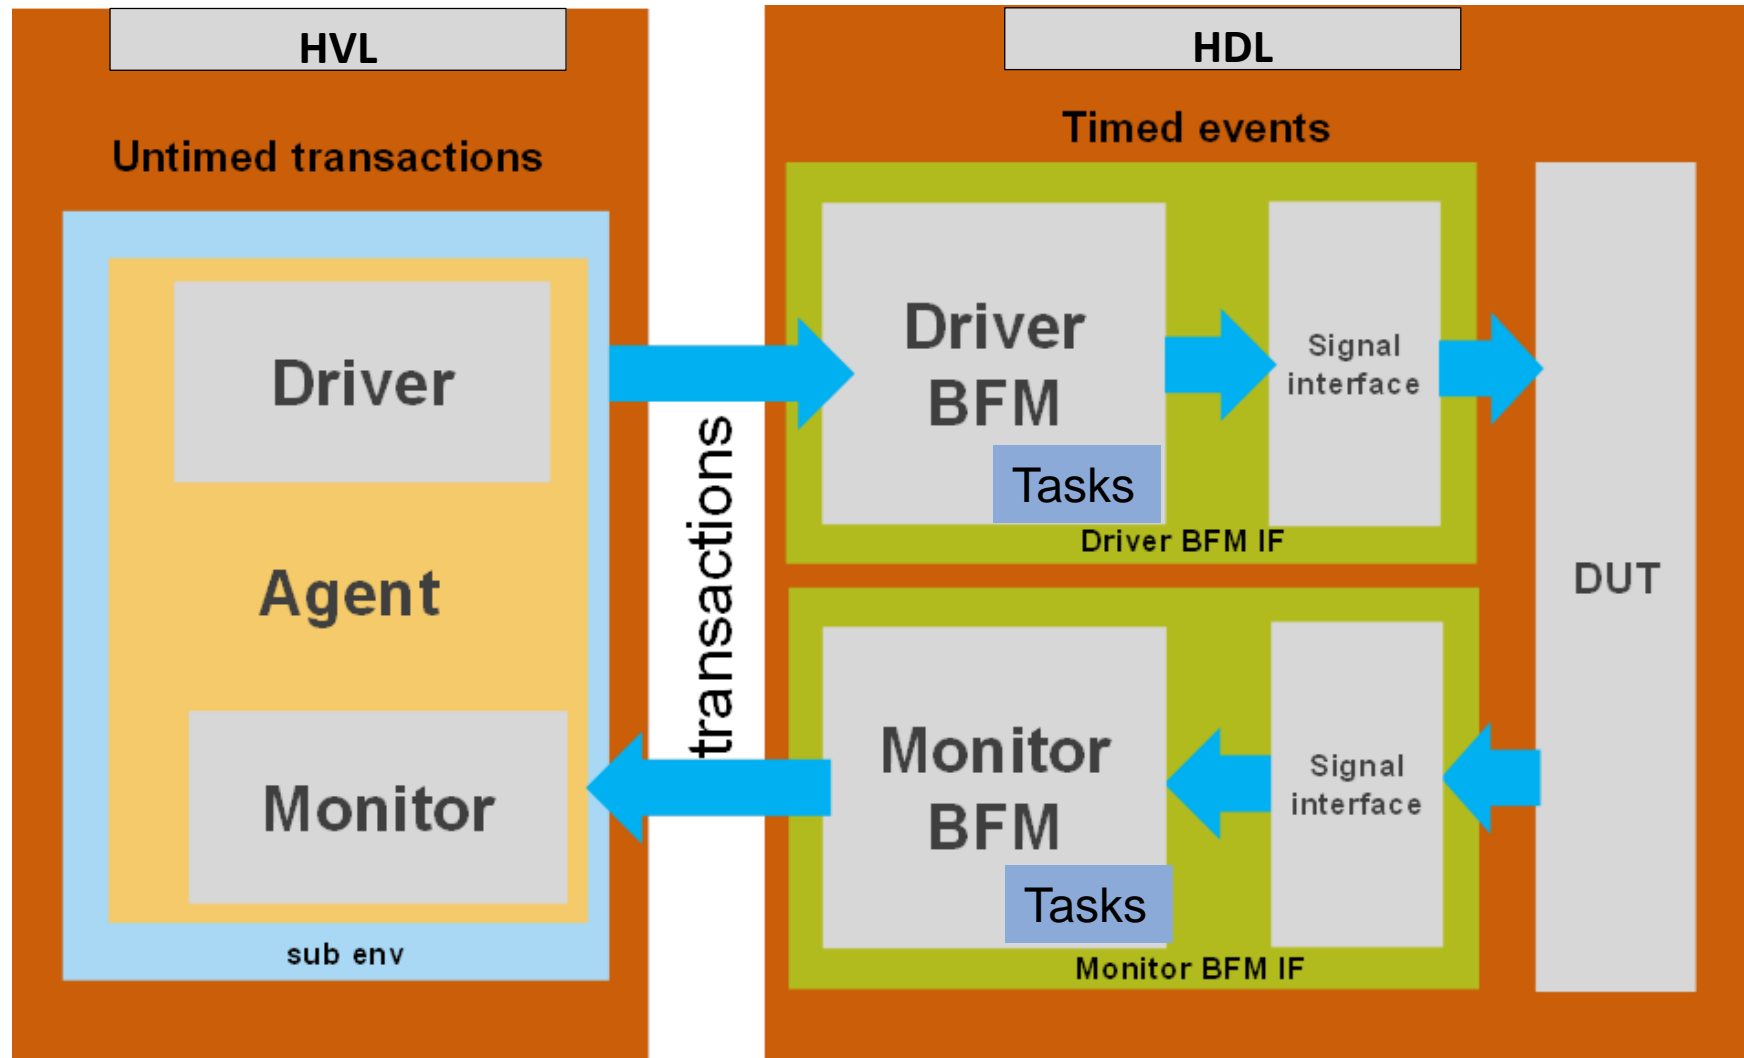 HVL
Untimed transactions
Driver
Agent
Monitor
sub env
transactions
HDL
Timed events
Driver
BFM
Tasks
Signal
interface
Driver BFM IF
Monitor
BFM
Tasks
Signal
interface
Monitor BFM IF
DUT